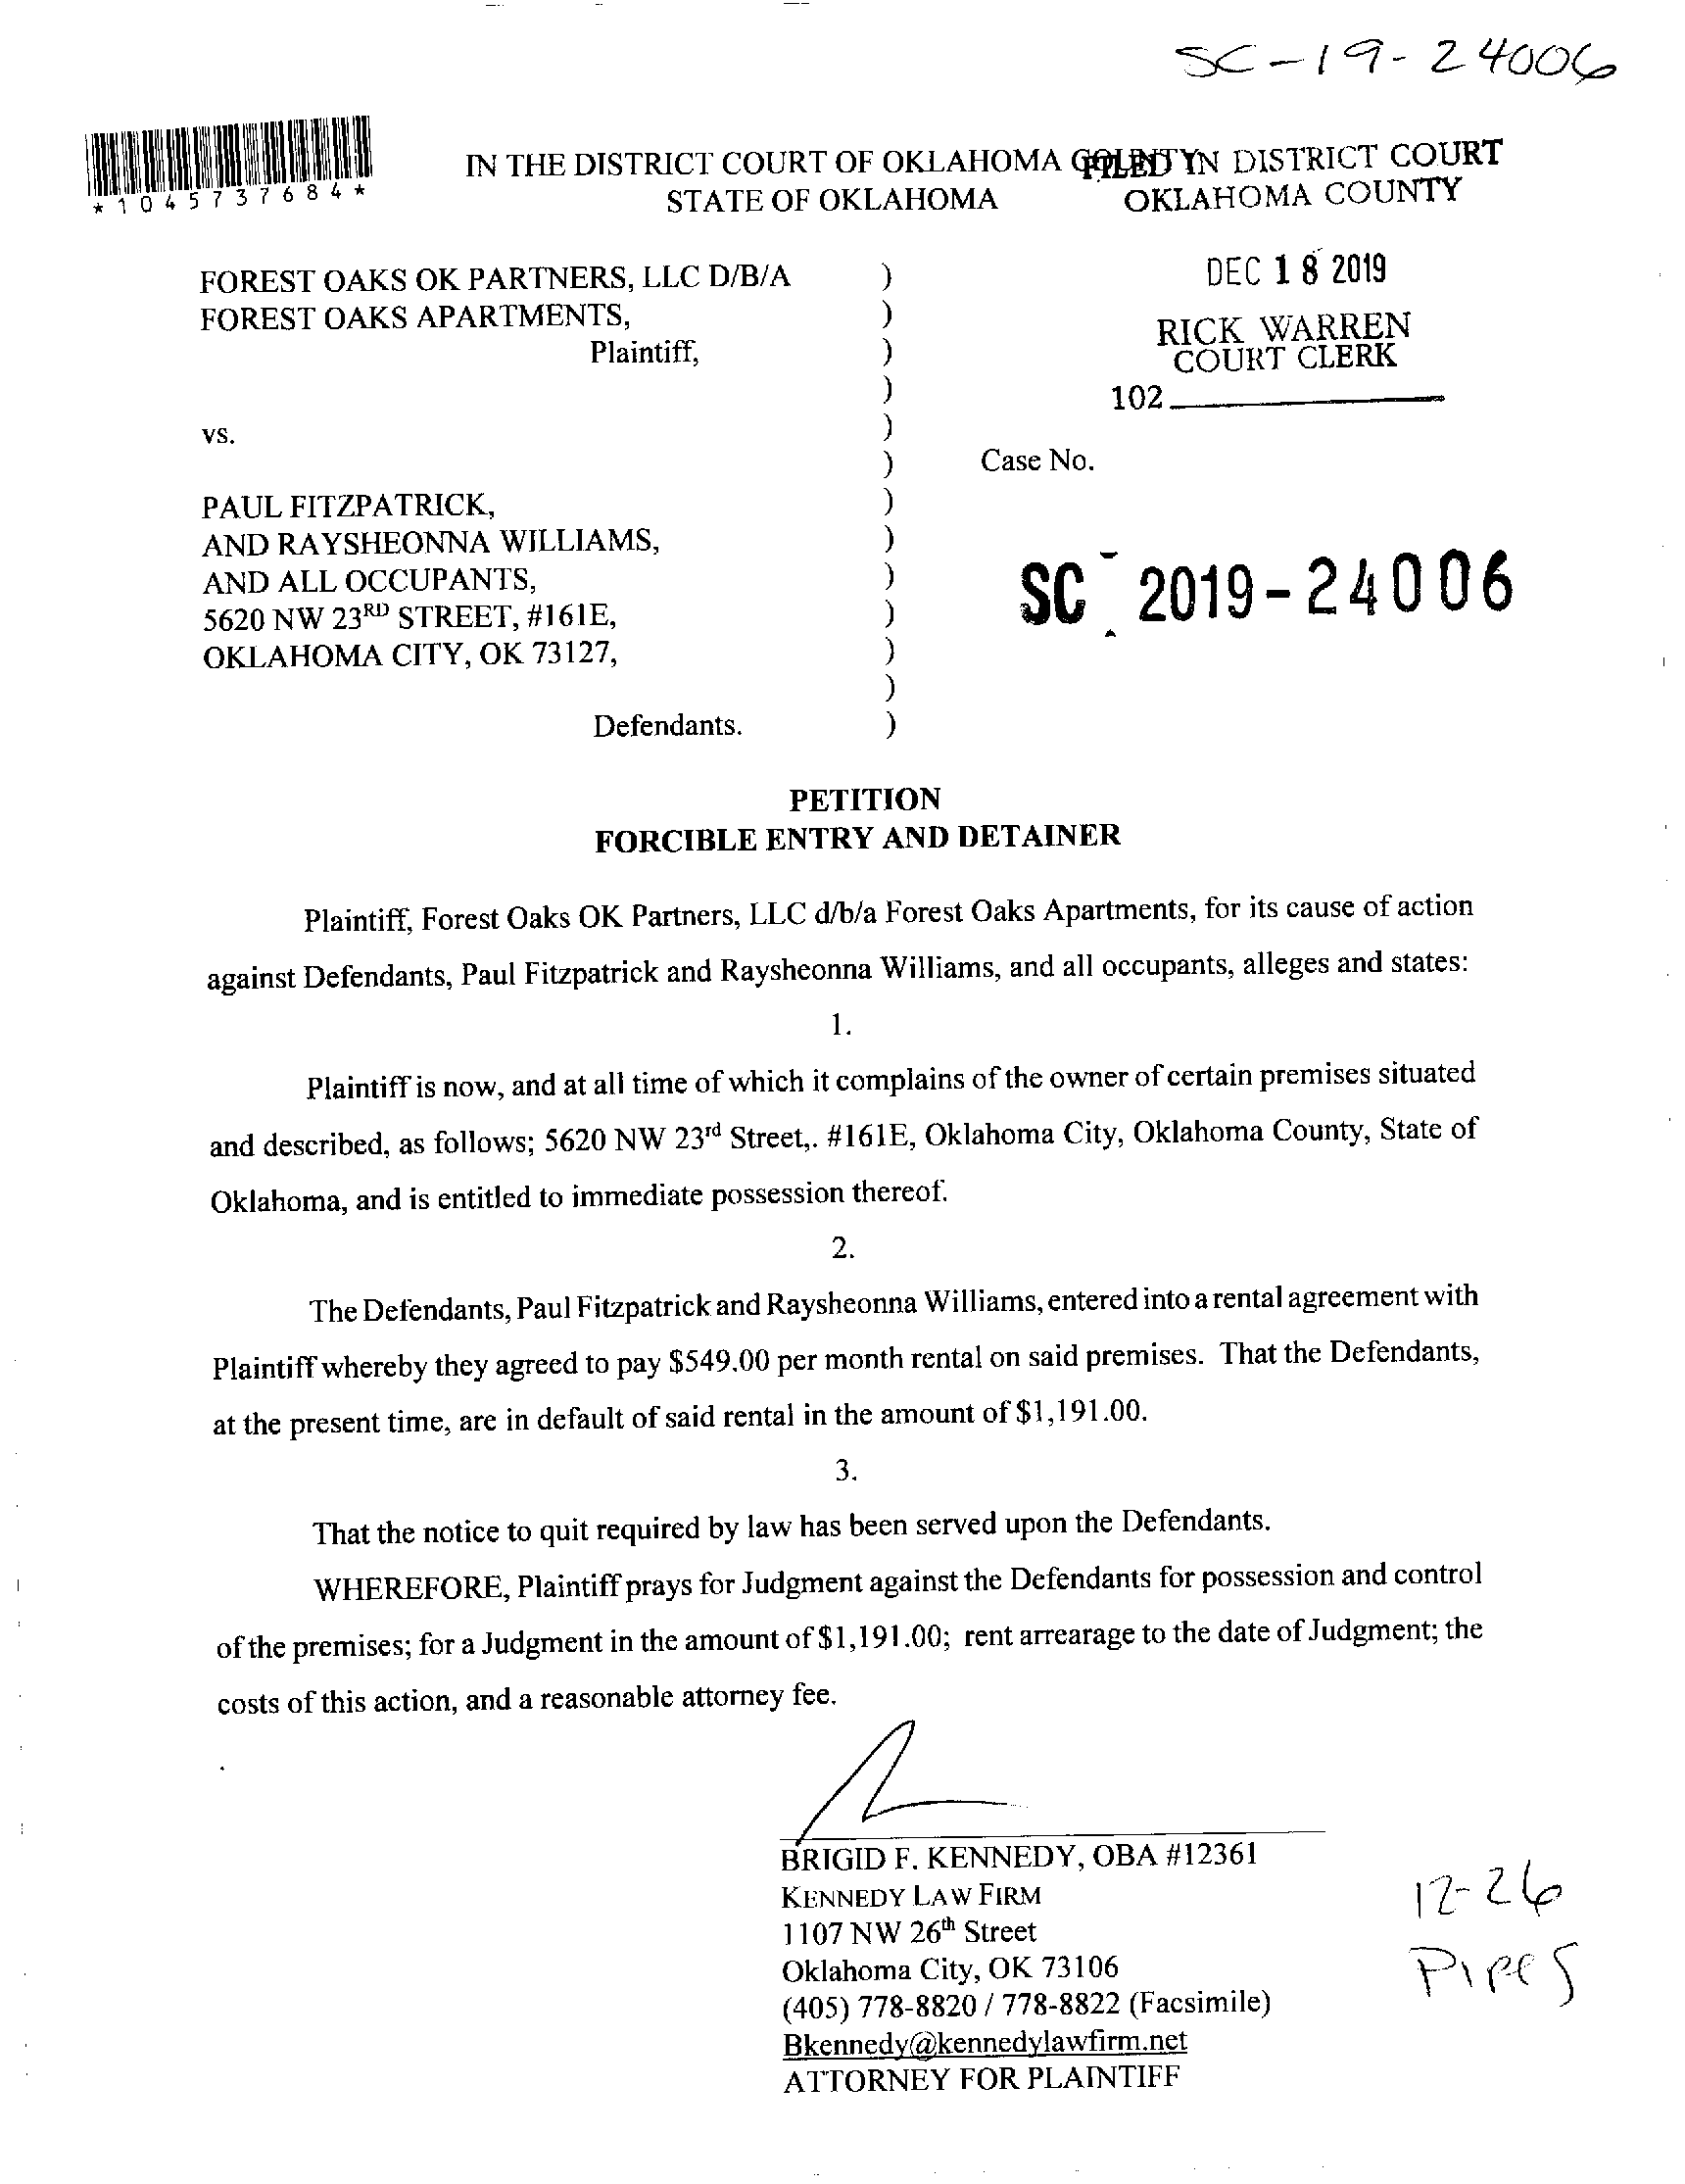 SC-19-24006
*1045737684*
IN THE DISTRICT COURT OF OKLAHOMA COUNTY
STATE OF OKLAHOMA
FILED IN DISTRICT COURT
OKLAHOMA COUNTY
DEC 18 2019
RICK WARREN
COURT CLERK
102
FOREST OAKS OK PARTNERS, LLC D/B/A )
FOREST OAKS APARTMENTS, )
Plaintiff, )
)
vs. )
) Case No.
PAUL FITZPATRICK, )
AND RAYSHEONNA WILLIAMS, )
AND ALL OCCUPANTS, ) SC 2019-24006
5620 NW 23RD STREET, #161E, )
OKLAHOMA CITY, OK 73127, )
)
Defendants. )
PETITION
FORCIBLE ENTRY AND DETAINER
Plaintiff, Forest Oaks OK Partners, LLC d/b/a Forest Oaks Apartments, for its cause of action
against Defendants, Paul Fitzpatrick and Raysheonna Williams, and all occupants, alleges and states:
1.
Plaintiff is now, and at all time of which it complains of the owner of certain premises situated
and described, as follows; 5620 NW 23rd Street,. #161E, Oklahoma City, Oklahoma County, State of
Oklahoma, and is entitled to immediate possession thereof.
2.
The Defendants, Paul Fitzpatrick and Raysheonna Williams, entered into a rental agreement with
Plaintiff whereby they agreed to pay $549.00 per month rental on said premises. That the Defendants,
at the present time, are in default of said rental in the amount of $1,191.00.
3.
That the notice to quit required by law has been served upon the Defendants.
WHEREFORE, Plaintiff prays for Judgment against the Defendants for possession and control
of the premises; for a Judgment in the amount of $1,191.00; rent arrearage to the date of Judgment; the
costs of this action, and a reasonable attorney fee.
BRIGID F. KENNEDY, OBA #12361
KENNEDY LAW FIRM
1107 NW 26th Street
Oklahoma City, OK 73106
(405) 778-8820 / 778-8822 (Facsimile)
Bkennedy@kennedylawfirm.net
ATTORNEY FOR PLAINTIFF
12-26
Pipes